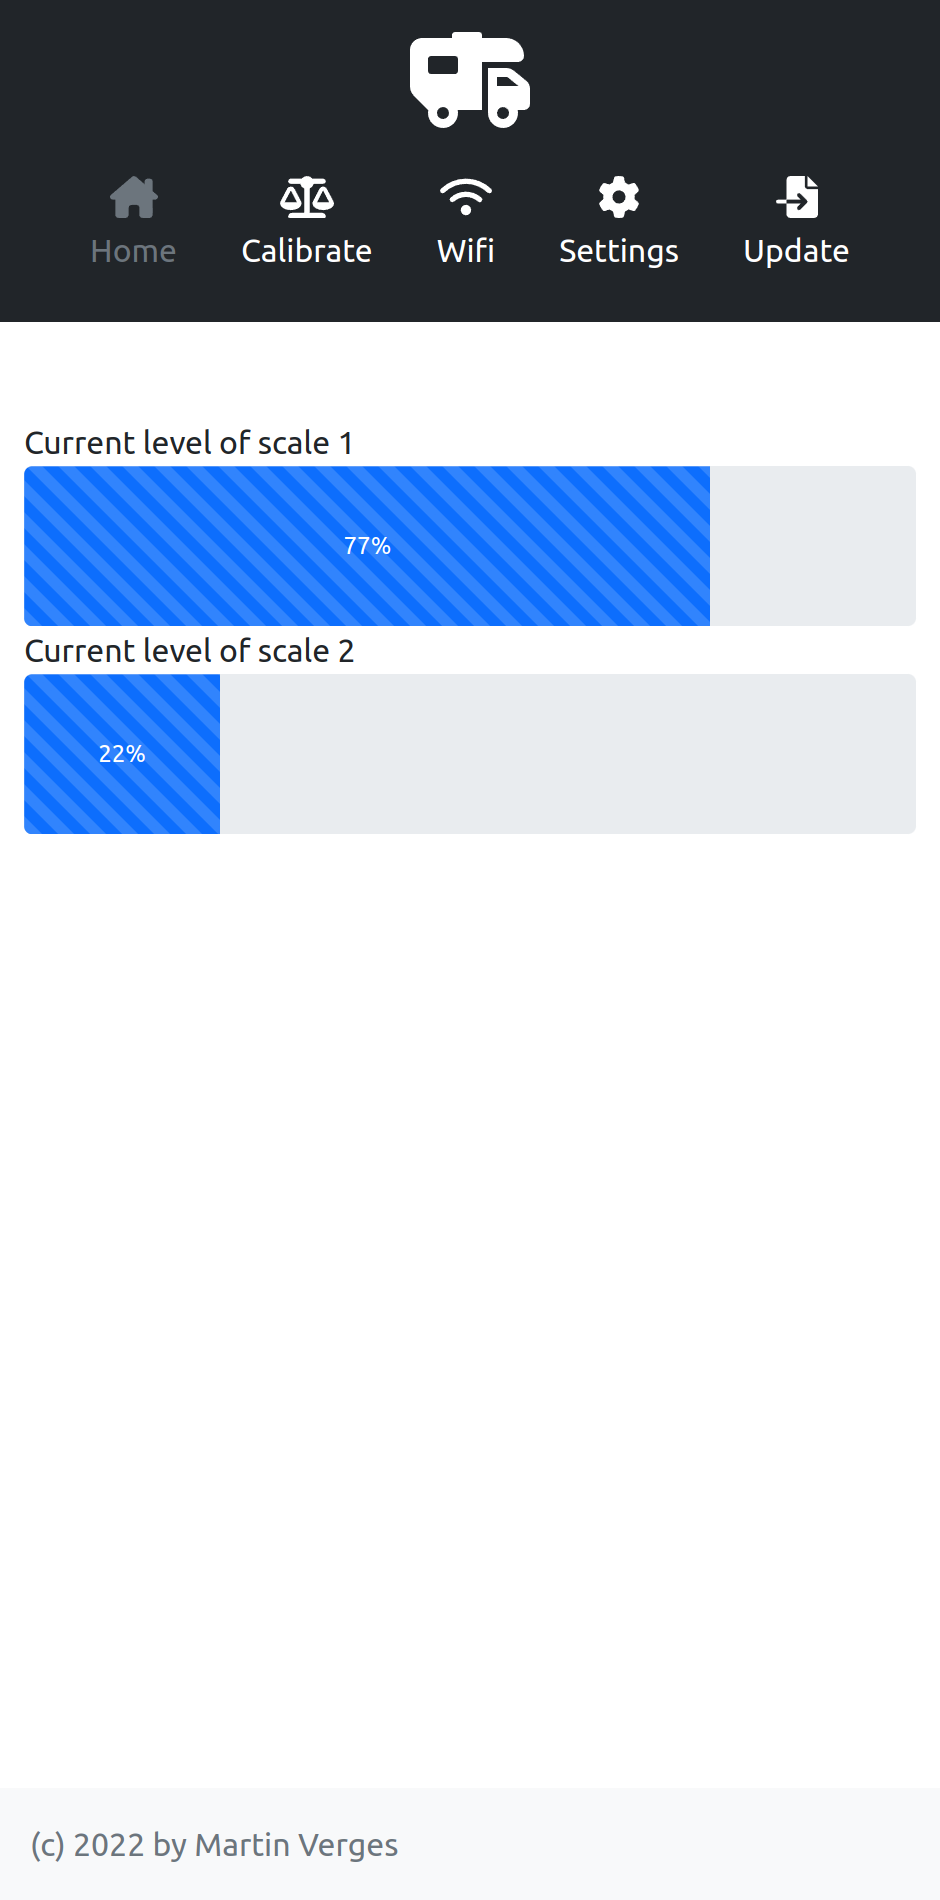 Home Calibrate Wifi Settings Update
Current level of scale 1
77%
Current level of scale 2
22%
(c) 2022 by Martin Verges